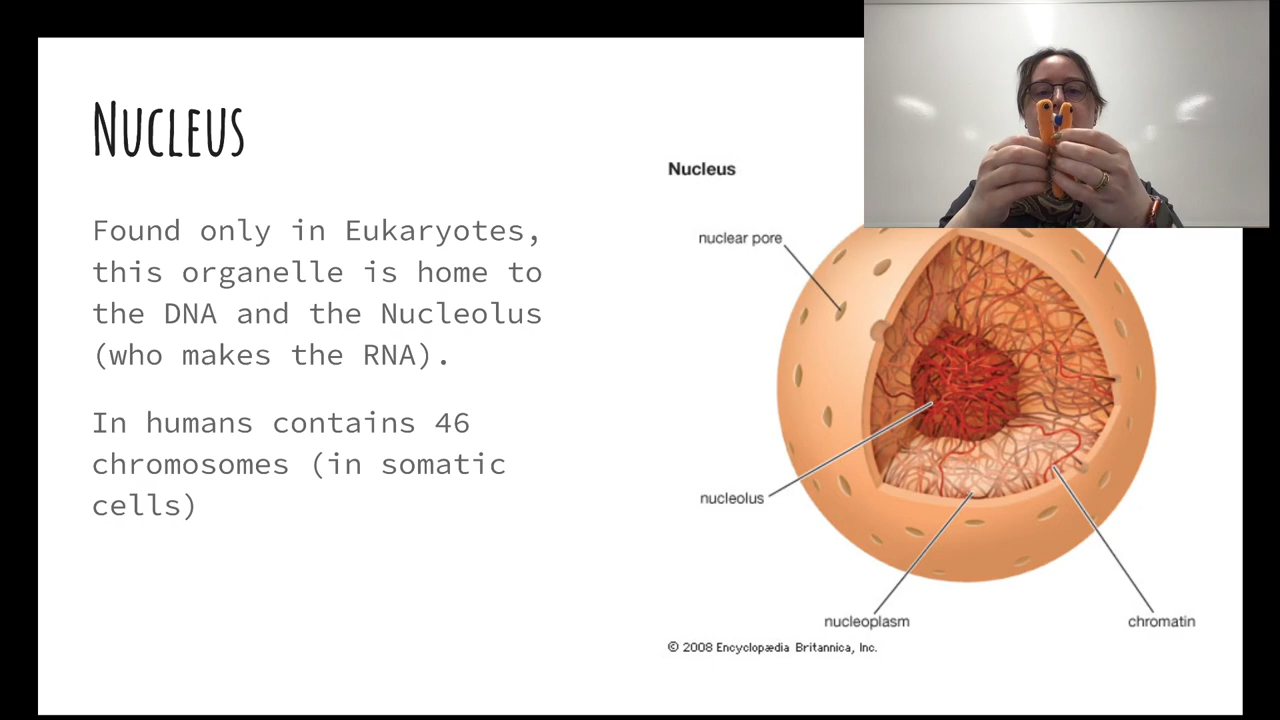 Nucleus
Found only in Eukaryotes,
this organelle is home to
the DNA and the Nucleolus
(who makes the RNA).
In humans contains 46
chromosomes (in somatic
cells)
Nucleus
nuclear pore
nucleolus
nucleoplasm
chromatin
© 2008 Encyclopædia Britannica, Inc.